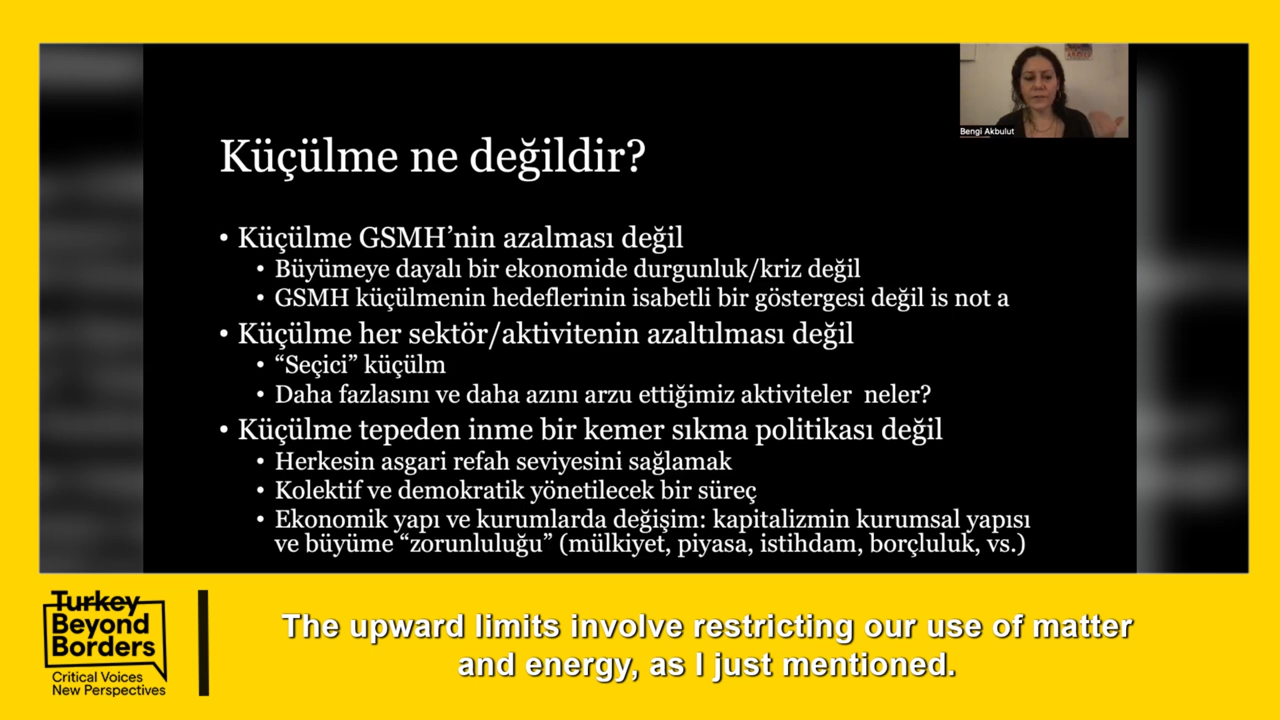 Bengi Akbulut
Küçülme ne değildir?
• Küçülme GSMH’nin azalması değil
• Büyümeye dayalı bir ekonomide durgunluk/kriz değil
• GSMH küçülmenin hedeflerinin isabetli bir göstergesi değil is not a
• Küçülme her sektör/aktivitenin azaltılması değil
• “Seçici” küçülm
• Daha fazlasını ve daha azını arzu ettiğimiz aktiviteler  neler?
• Küçülme tepeden inme bir kemer sıkma politikası değil
• Herkesin asgari refah seviyesini sağlamak
• Kolektif ve demokratik yönetilecek bir süreç
• Ekonomik yapı ve kurumlarda değişim: kapitalizmin kurumsal yapısı
ve büyüme “zorunluluğu” (mülkiyet, piyasa, istihdam, borçluluk, vs.)
Turkey
Beyond
Borders
Critical Voices
New Perspectives
The upward limits involve restricting our use of matter
and energy, as I just mentioned.